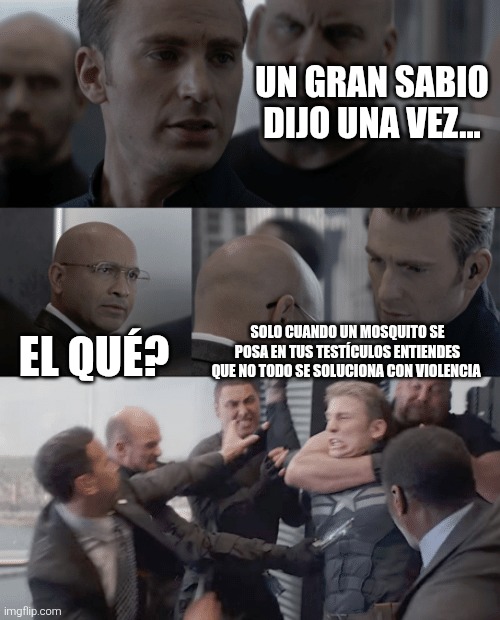 UN GRAN SABIO
DIJO UNA VEZ...
EL QUÉ?
SOLO CUANDO UN MOSQUITO SE
POSA EN TUS TESTÍCULOS ENTIENDES
QUE NO TODO SE SOLUCIONA CON VIOLENCIA
imgflip.com